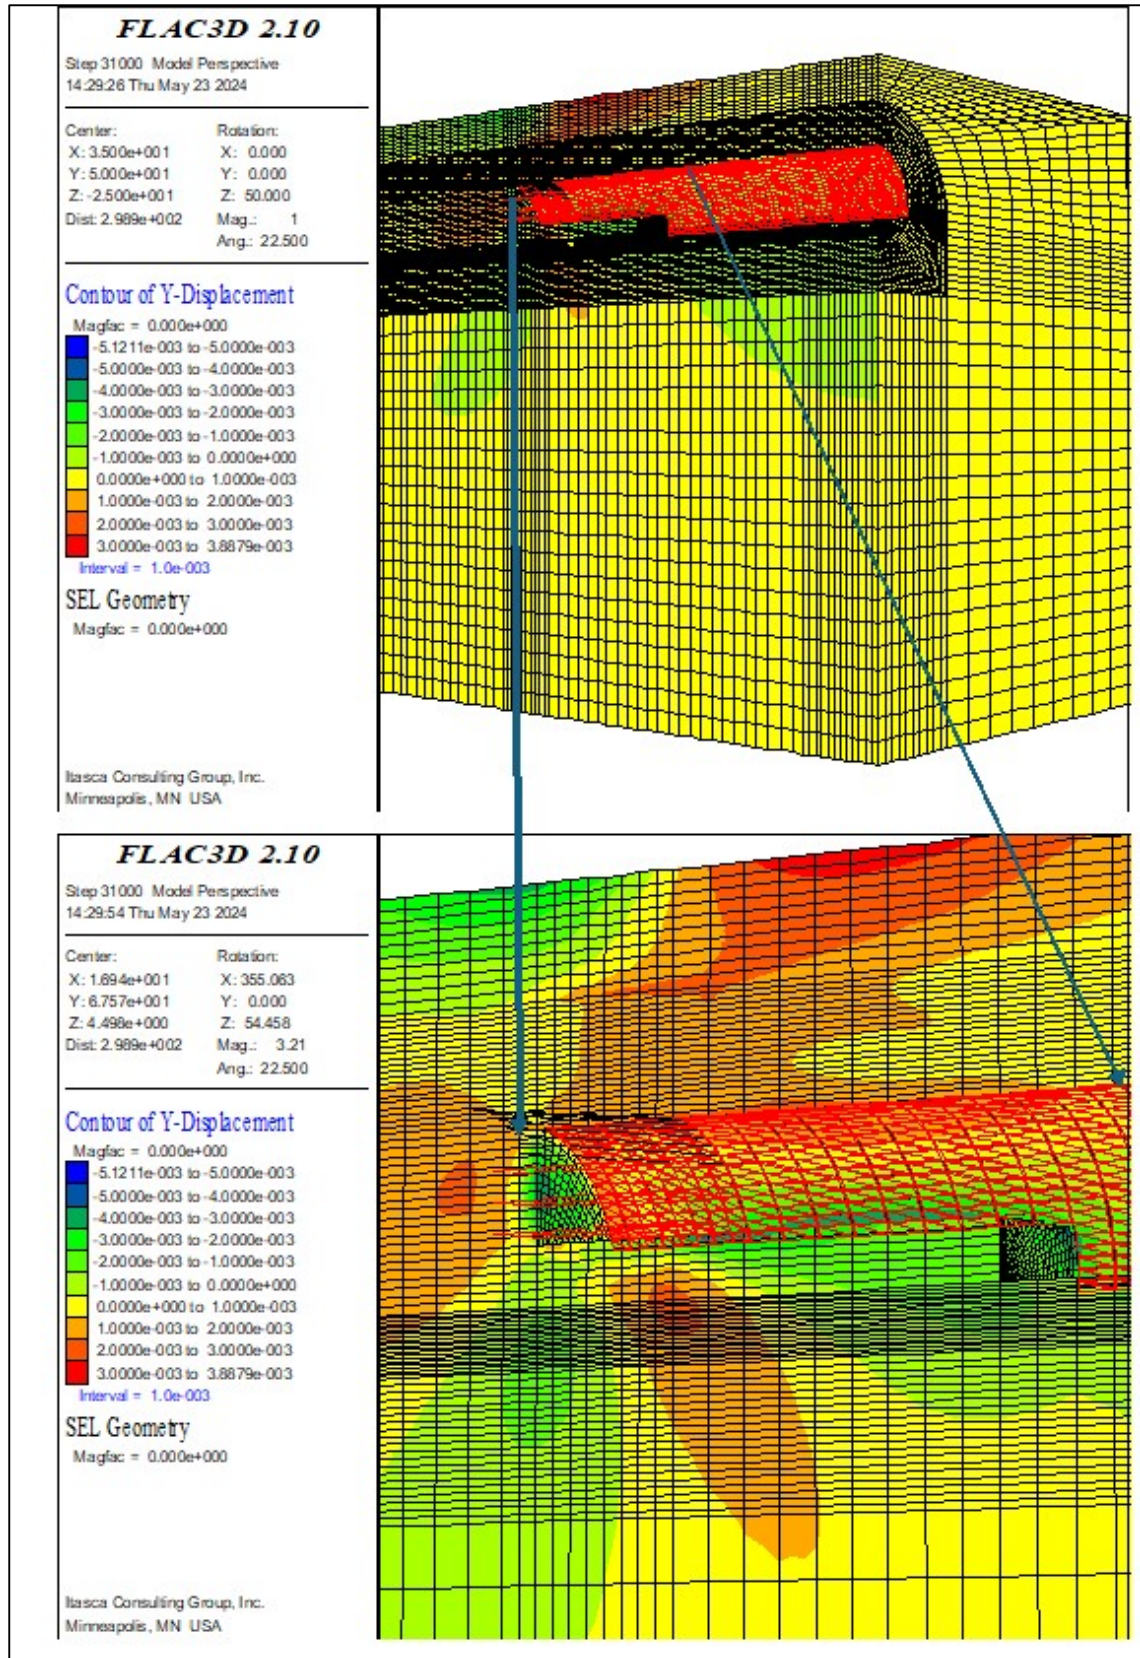 FLAC3D 2.10
Step 31000 Model Perspective
14:29:26 Thu May 23 2024
Center: Rotation:
X: 3.500e+001 X: 0.000
Y: 5.000e+001 Y: 0.000
Z: -2.500e+001 Z: 50.000
Dist: 2.989e+002 Mag.: 1
Ang.: 22.500
Contour of Y-Displacement
Magfac = 0.000e+000
-5.1211e-003 to -5.0000e-003
-5.0000e-003 to -4.0000e-003
-4.0000e-003 to -3.0000e-003
-3.0000e-003 to -2.0000e-003
-2.0000e-003 to -1.0000e-003
-1.0000e-003 to 0.0000e+000
0.0000e+000 to 1.0000e-003
1.0000e-003 to 2.0000e-003
2.0000e-003 to 3.0000e-003
3.0000e-003 to 3.8879e-003
Interval = 1.0e-003
SEL Geometry
Magfac = 0.000e+000
Itasca Consulting Group, Inc.
Minneapolis, MN USA
FLAC3D 2.10
Step 31000 Model Perspective
14:29:54 Thu May 23 2024
Center: Rotation:
X: 1.694e+001 X: 355.063
Y: 6.757e+001 Y: 0.000
Z: 4.498e+000 Z: 54.458
Dist: 2.989e+002 Mag.: 3.21
Ang.: 22.500
Contour of Y-Displacement
Magfac = 0.000e+000
-5.1211e-003 to -5.0000e-003
-5.0000e-003 to -4.0000e-003
-4.0000e-003 to -3.0000e-003
-3.0000e-003 to -2.0000e-003
-2.0000e-003 to -1.0000e-003
-1.0000e-003 to 0.0000e+000
0.0000e+000 to 1.0000e-003
1.0000e-003 to 2.0000e-003
2.0000e-003 to 3.0000e-003
3.0000e-003 to 3.8879e-003
Interval = 1.0e-003
SEL Geometry
Magfac = 0.000e+000
Itasca Consulting Group, Inc.
Minneapolis, MN USA